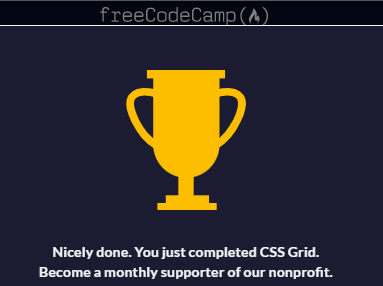 freeCodeCamp(🔥)
Nicely done. You just completed CSS Grid.
Become a monthly supporter of our nonprofit.